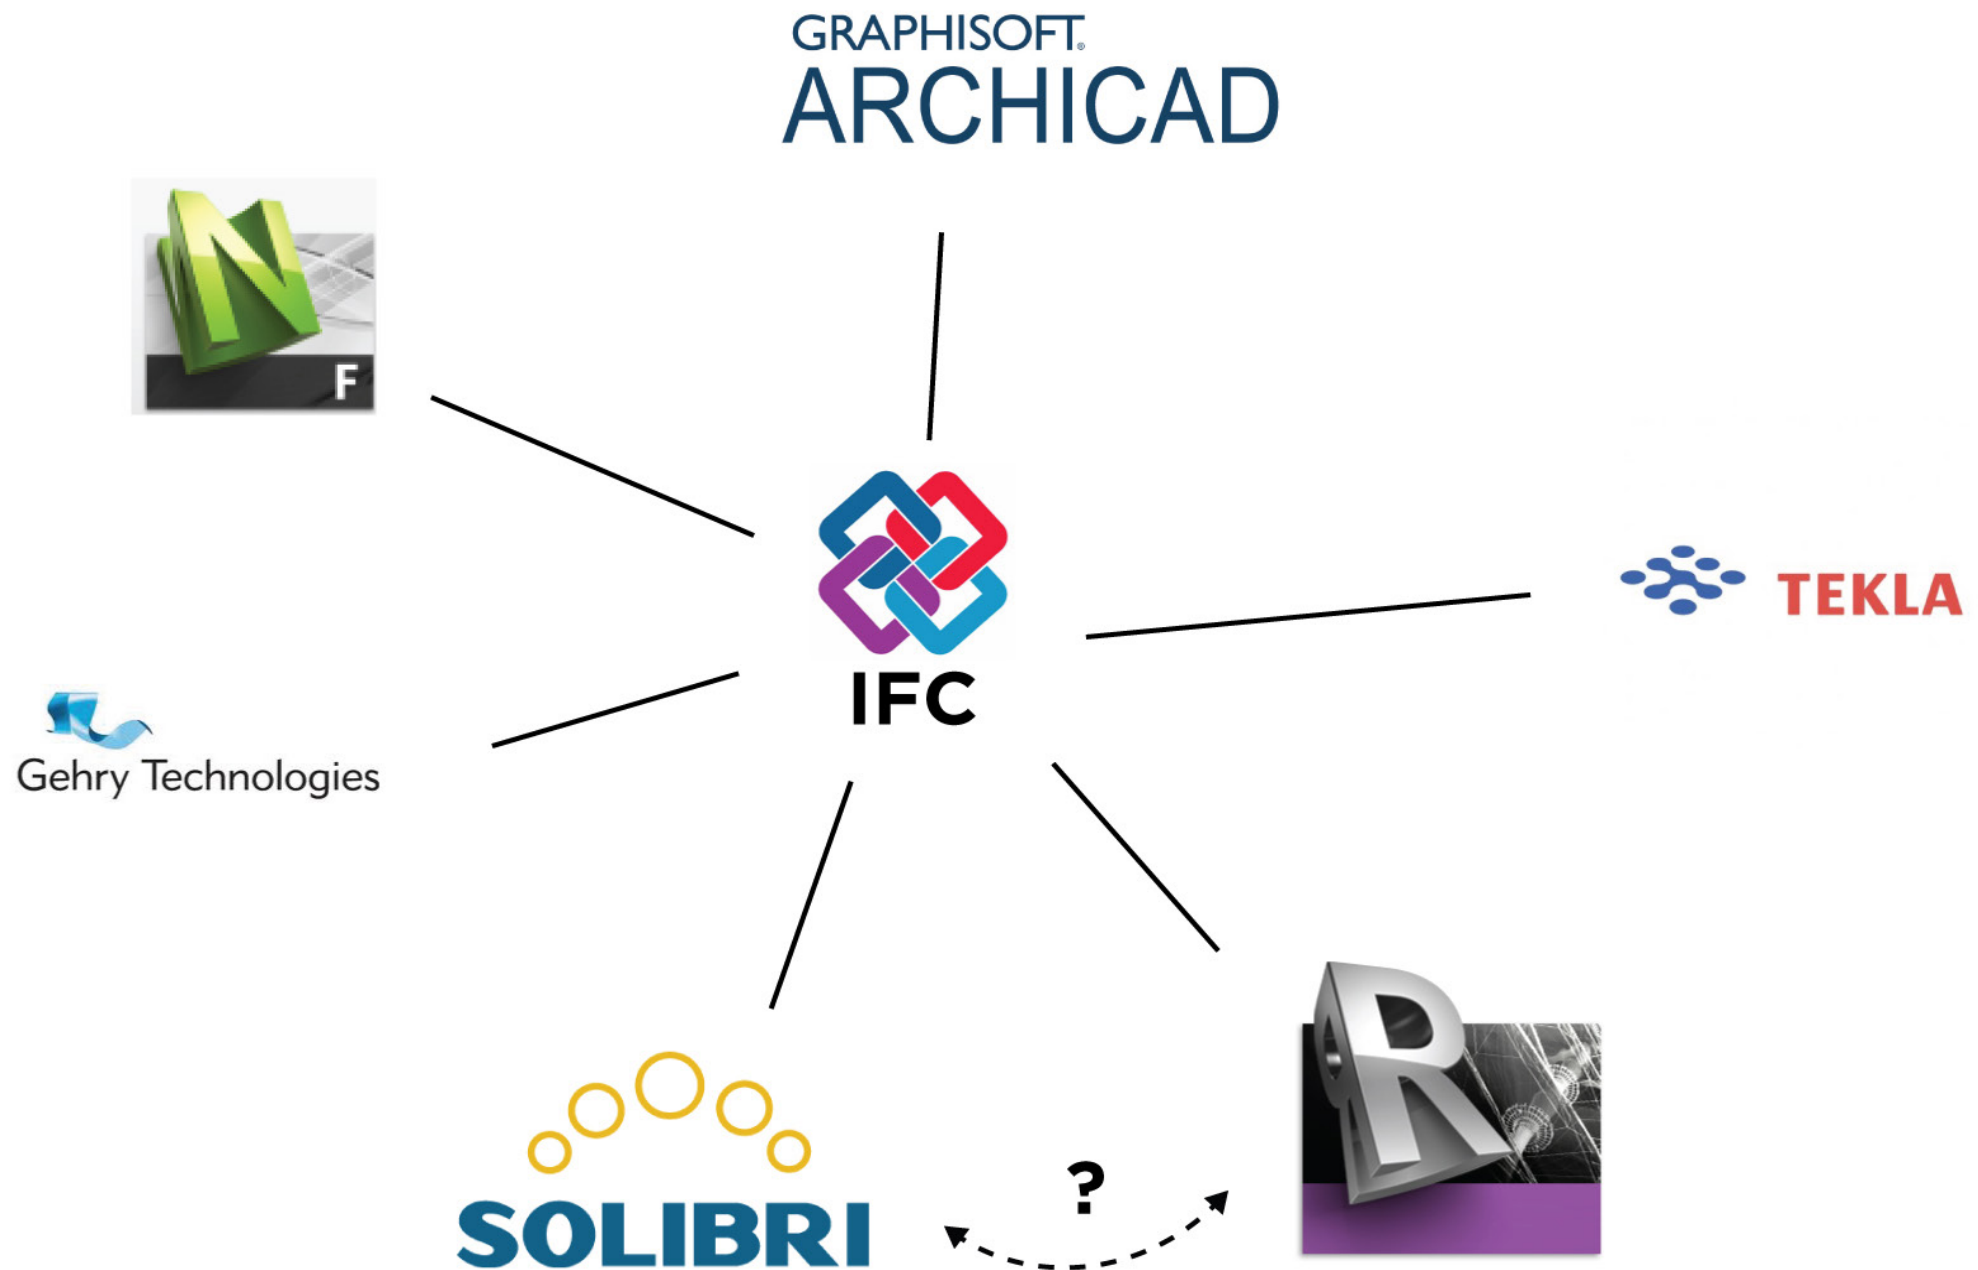 GRAPHISOFT®
ARCHICAD
N
F
IFC
TEKLA
Gehry Technologies
R
?
SOLIBRI